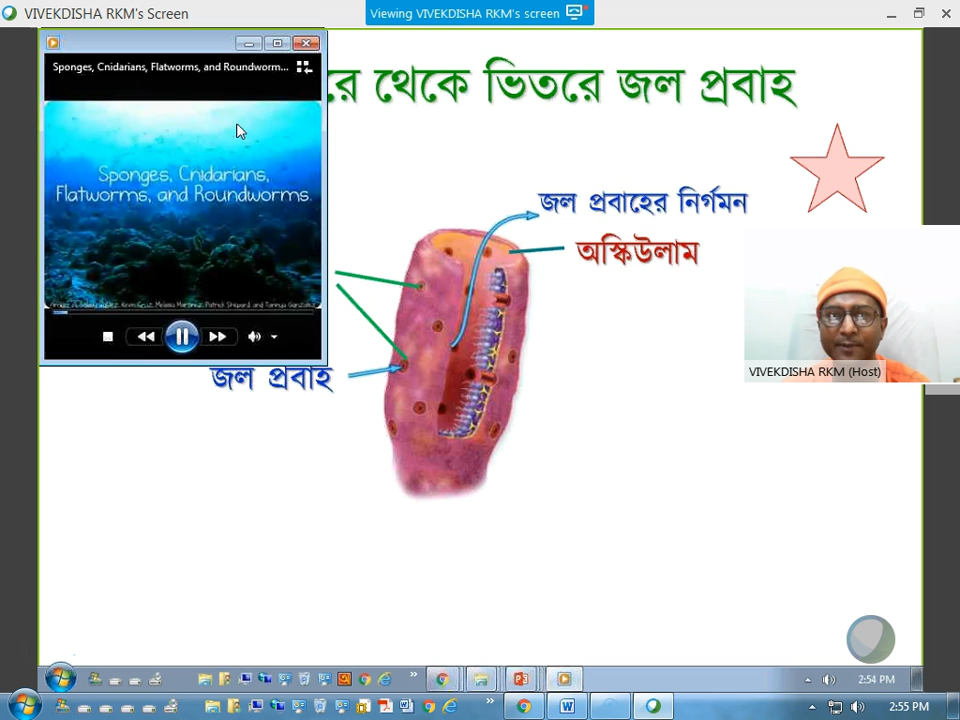 VIVEKDISHA RKM's Screen
Viewing VIVEKDISHA RKM's screen
Sponges, Cnidarians, Flatworms, and Roundworm...
রে থেকে ভিতরে জল প্রবাহ
Sponges, Cnidarians,
Flatworms, and Roundworms.
জল প্রবাহের নির্গমন
অস্কিউলাম
জল প্রবাহ
VIVEKDISHA RKM (Host)
2:54 PM
2:55 PM